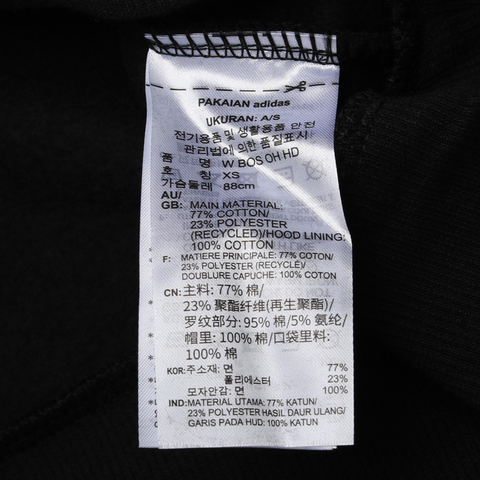 PAKAIAN adidas
UKURAN: A/S
전기용품 및 생활용품 안전
관리법에 의한 품질표시
품 명 W BOS OH HD
호 칭 XS
가슴둘레 88cm
AU/
GB: MAIN MATERIAL:
77% COTTON/
23% POLYESTER
(RECYCLED)/HOOD LINING:
100% COTTON
F: MATIERE PRINCIPALE: 77% COTON/
23% POLYESTER (RECYCLÉ)/
DOUBLURE CAPUCHE: 100% COTON
CN: 主料: 77% 棉/
23% 聚酯纤维(再生聚酯)/
罗纹部分: 95% 棉/5% 氨纶/
帽里: 100% 棉/口袋里料:
100% 棉
KOR: 주소재: 면 77%
폴리에스터 23%
모자안감: 면 100%
IND: MATERIAL UTAMA: 77% KATUN/
23% POLYESTER HASIL DAUR ULANG/
GARIS PADA HUD: 100% KATUN